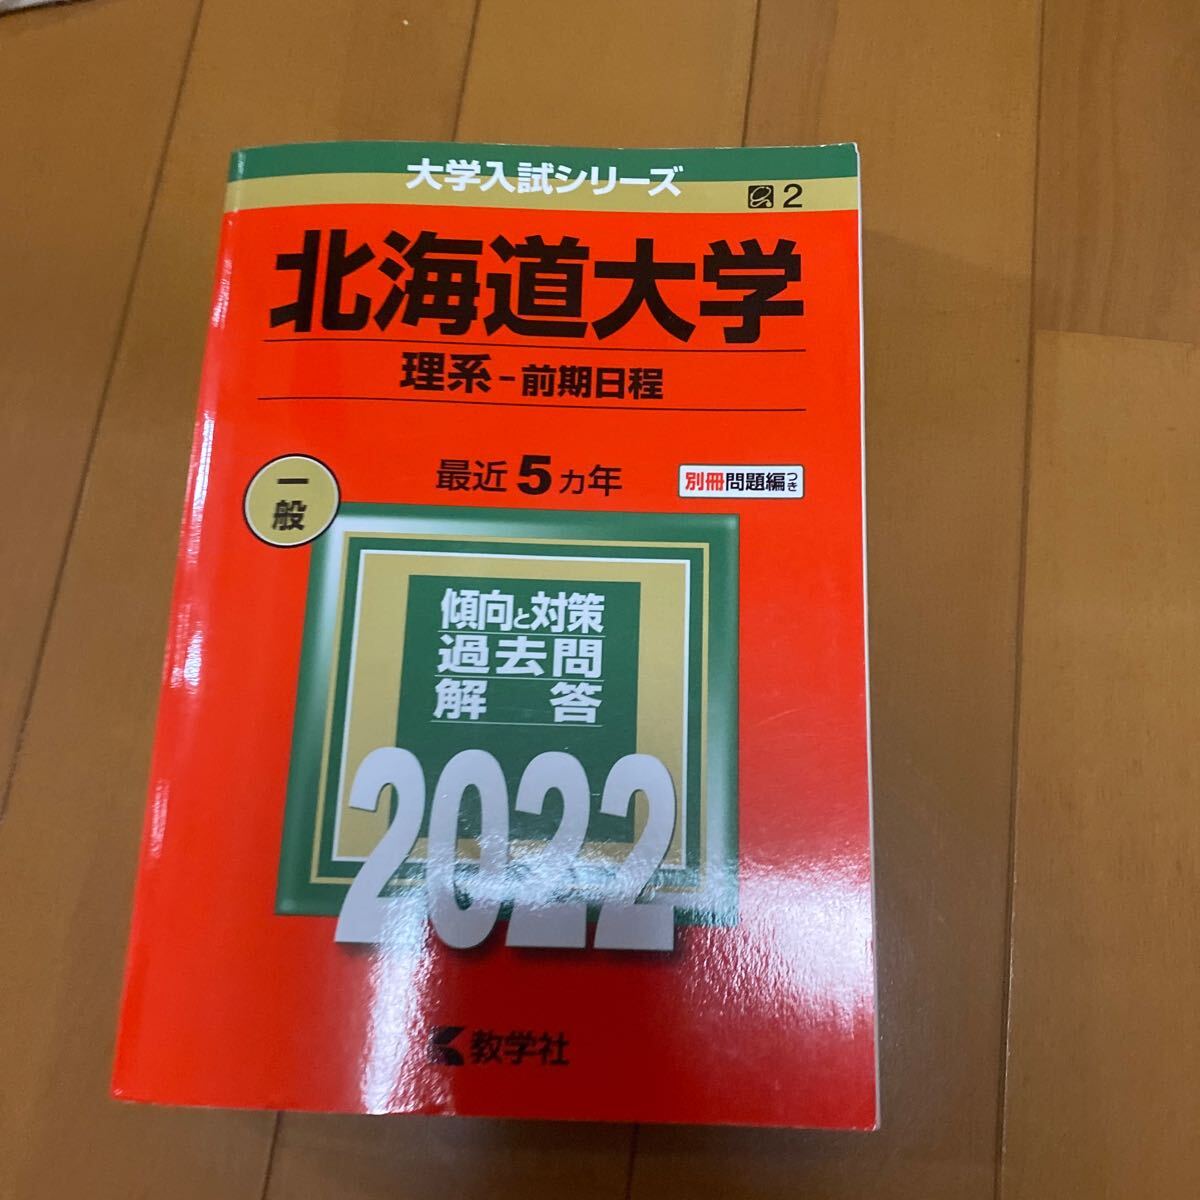 大学入試シリーズ
2
北海道大学
理系-前期日程
最近5ヵ年
別冊問題編つき
一般
傾向と対策
過去問
解答
2022
教学社